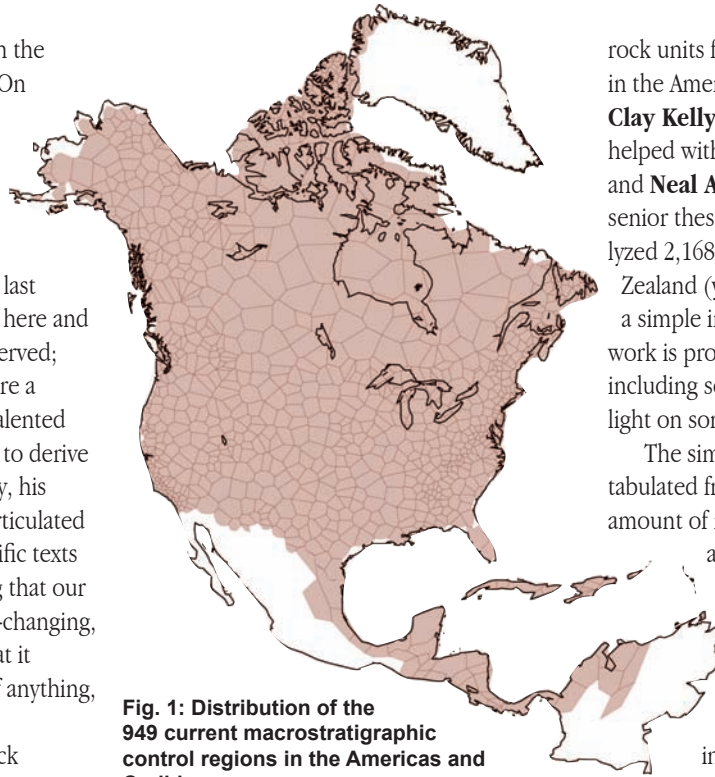 n the
On
last
here and
erved;
re a
alented
to derive
y, his
rticulated
ific texts
g that our
-changing,
at it
f anything,
ck
Fig. 1: Distribution of the
949 current macrostratigraphic
control regions in the Americas and
rock units f
in the Amer
Clay Kelly
helped with
and Neal A
senior thes
lyzed 2,168
Zealand (y
a simple in
work is pro
including se
light on son
The sim
tabulated fr
amount of
a
in